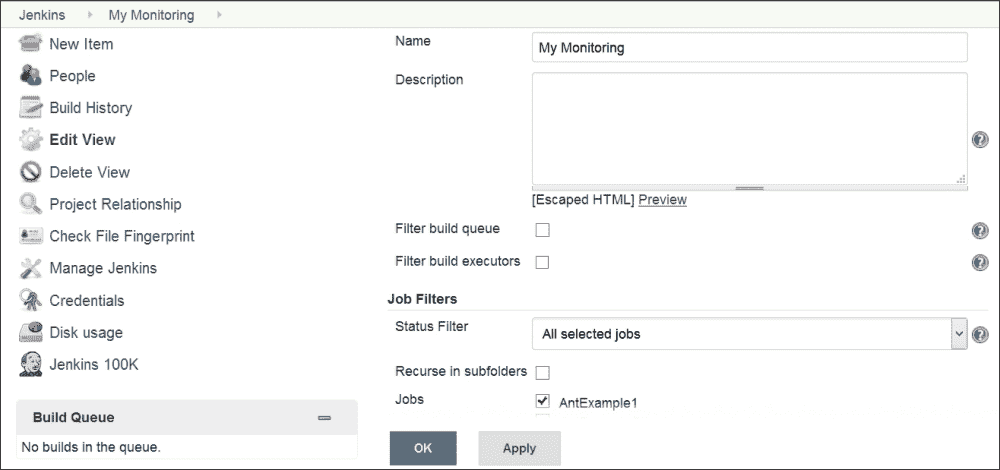 Jenkins My Monitoring
New Item
People
Build History
Edit View
Delete View
Project Relationship
Check File Fingerprint
Manage Jenkins
Credentials
Disk usage
Jenkins 100K
Build Queue
No builds in the queue.
Name My Monitoring
Description
[Escaped HTML] Preview
Filter build queue
Filter build executors
Job Filters
Status Filter All selected jobs
Recurse in subfolders
Jobs AntExample1
OK Apply